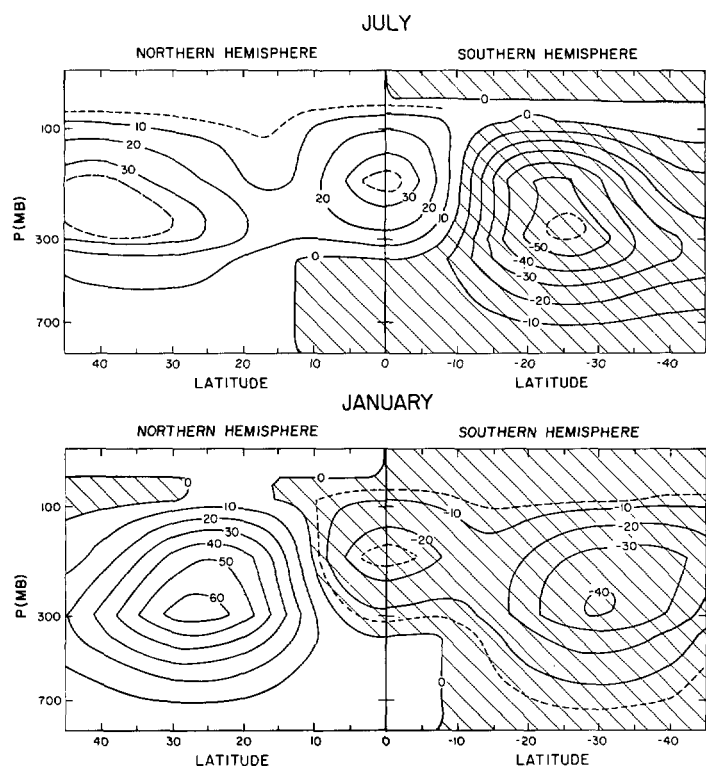 JULY
NORTHERN HEMISPHERE SOUTHERN HEMISPHERE
0
100 10 0
20
30
20 30 20 10
P(MB)
300 -50
-40
0 -30
-20
-10
700
40 30 20 10 0 -10 -20 -30 -40
LATITUDE LATITUDE
JANUARY
NORTHERN HEMISPHERE SOUTHERN HEMISPHERE
0 0
100 10 -10 -10
20 -20
30
40 -20 -30
50
P(MB)
60 -40
300
0
700
40 30 20 10 0 -10 -20 -30 -40
LATITUDE LATITUDE